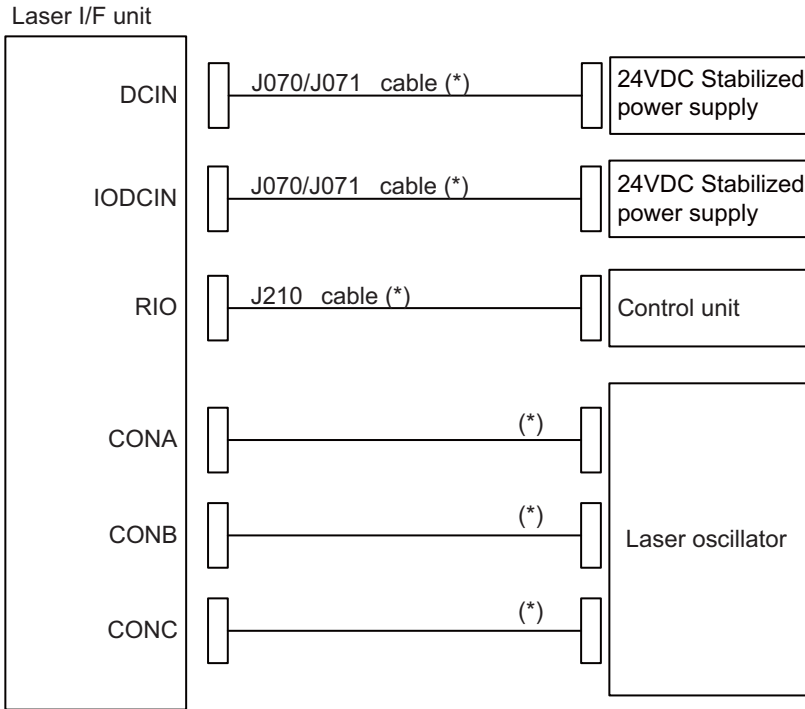 Laser I/F unit
DCIN
J070/J071 cable (*)
24VDC Stabilized
power supply
IODCIN
J070/J071 cable (*)
24VDC Stabilized
power supply
RIO
J210 cable (*)
Control unit
CONA
(*)
CONB
(*)
Laser oscillator
CONC
(*)